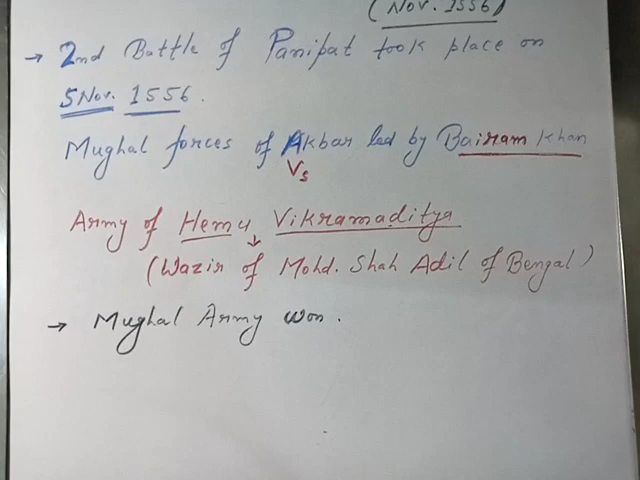 (Nov. 1556)
→ 2nd Battle of Panipat took place on
5 Nov. 1556.
Mughal forces of Akbar led by Bairam Khan
Vs
Army of Hemu Vikramaditya
(Wazir of Mohd. Shah Adil of Bengal)
→ Mughal Army won.